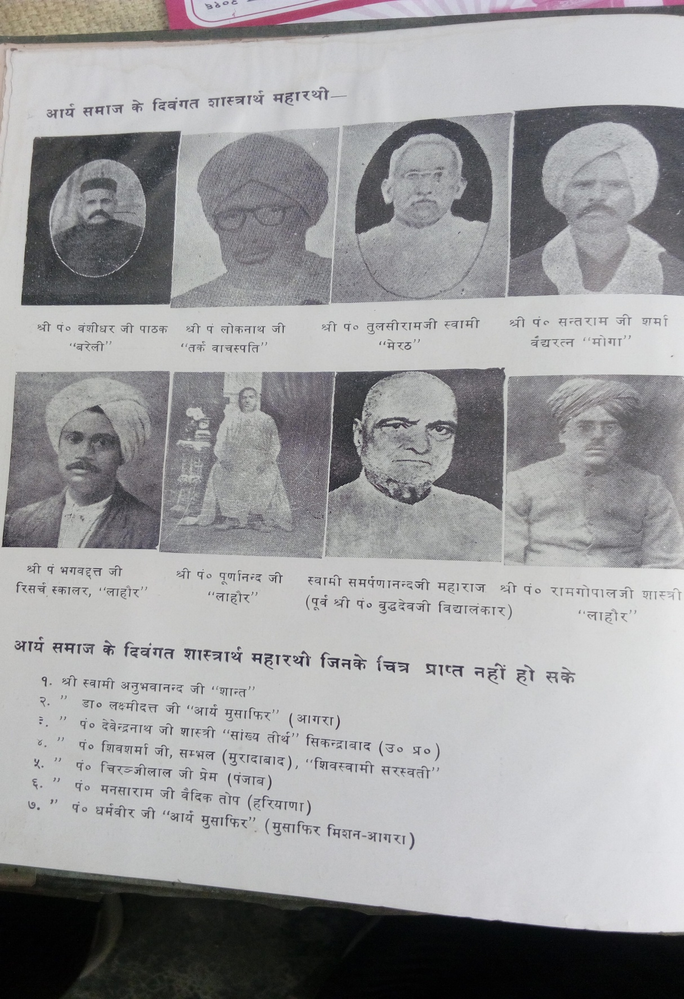 आर्य समाज के दिवंगत शास्त्रार्थ महारथी—
श्री पं० वंशीधर जी पाठक
“बरेली”
श्री पं लोकनाथ जी
“तर्क वाचस्पति”
श्री पं० तुलसीरामजी स्वामी
“मेरठ”
श्री पं० सन्तराम जी शर्मा
वैद्यरत्न “मोगा”
श्री पं भगवद्दत्त जी
रिसर्च स्कालर, “लाहौर”
श्री पं० पूर्णानन्द जी
“लाहौर”
स्वामी समर्पणानन्दजी महाराज
(पूर्व श्री पं० बुद्धदेवजी विद्यालंकार)
श्री पं० रामगोपालजी शास्त्री
“लाहौर”
आर्य समाज के दिवंगत शास्त्रार्थ महारथी जिनके चित्र प्राप्त नहीं हो सके
१. श्री स्वामी अनुभवानन्द जी “शान्त”
२. ” डा० लक्ष्मीदत्त जी “आर्य मुसाफिर” (आगरा)
३. ” पं० देवेन्द्रनाथ जी शास्त्री “सांख्य तीर्थ” सिकन्द्राबाद (उ० प्र०)
४. ” पं० शिवशर्मा जी, सम्भल (मुरादाबाद), “शिवस्वामी सरस्वती”
५. ” पं० चिरञ्जीलाल जी प्रेम (पंजाब)
६. ” पं० मनसाराम जी वैदिक तोप (हरियाणा)
७. ” पं० धर्मवीर जी “आर्य मुसाफिर” (मुसाफिर मिशन-आगरा)